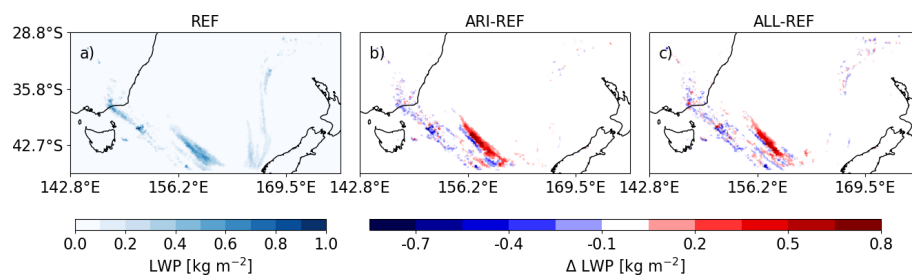 REF
ARI-REF
ALL-REF
28.8°S
35.8°S
42.7°S
a)
b)
c)
142.8°E
156.2°E
169.5°E
142.8°E
156.2°E
169.5°E
142.8°E
156.2°E
169.5°E
0.0 0.2 0.4 0.6 0.8 1.0
LWP [kg m⁻²]
-0.7 -0.4 -0.1 0.2 0.5 0.8
Δ LWP [kg m⁻²]